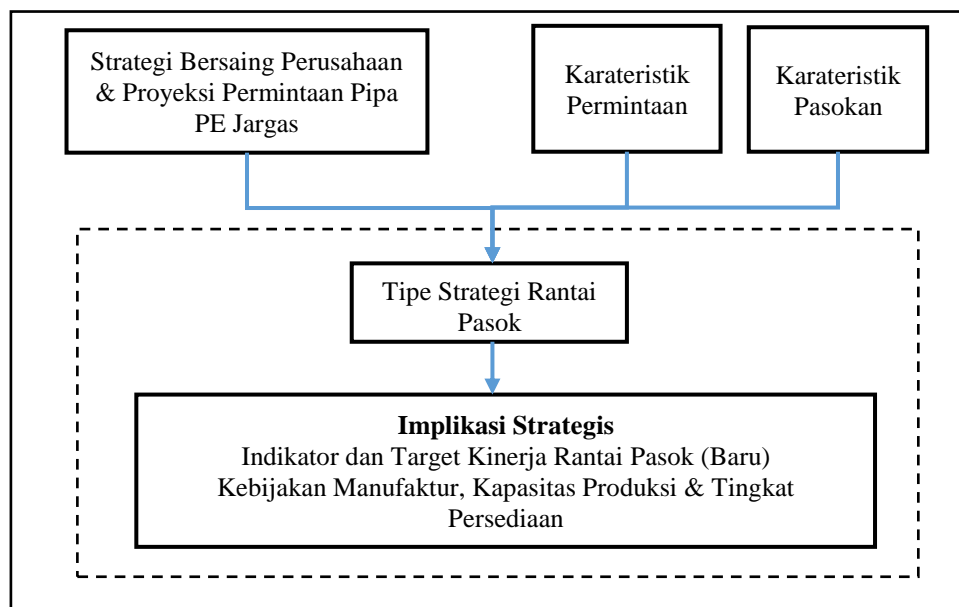 Strategi Bersaing Perusahaan
& Proyeksi Permintaan Pipa
PE Jargas
Karateristik
Permintaan
Karateristik
Pasokan
Tipe Strategi Rantai
Pasok
Implikasi Strategis
Indikator dan Target Kinerja Rantai Pasok (Baru)
Kebijakan Manufaktur, Kapasitas Produksi & Tingkat
Persediaan